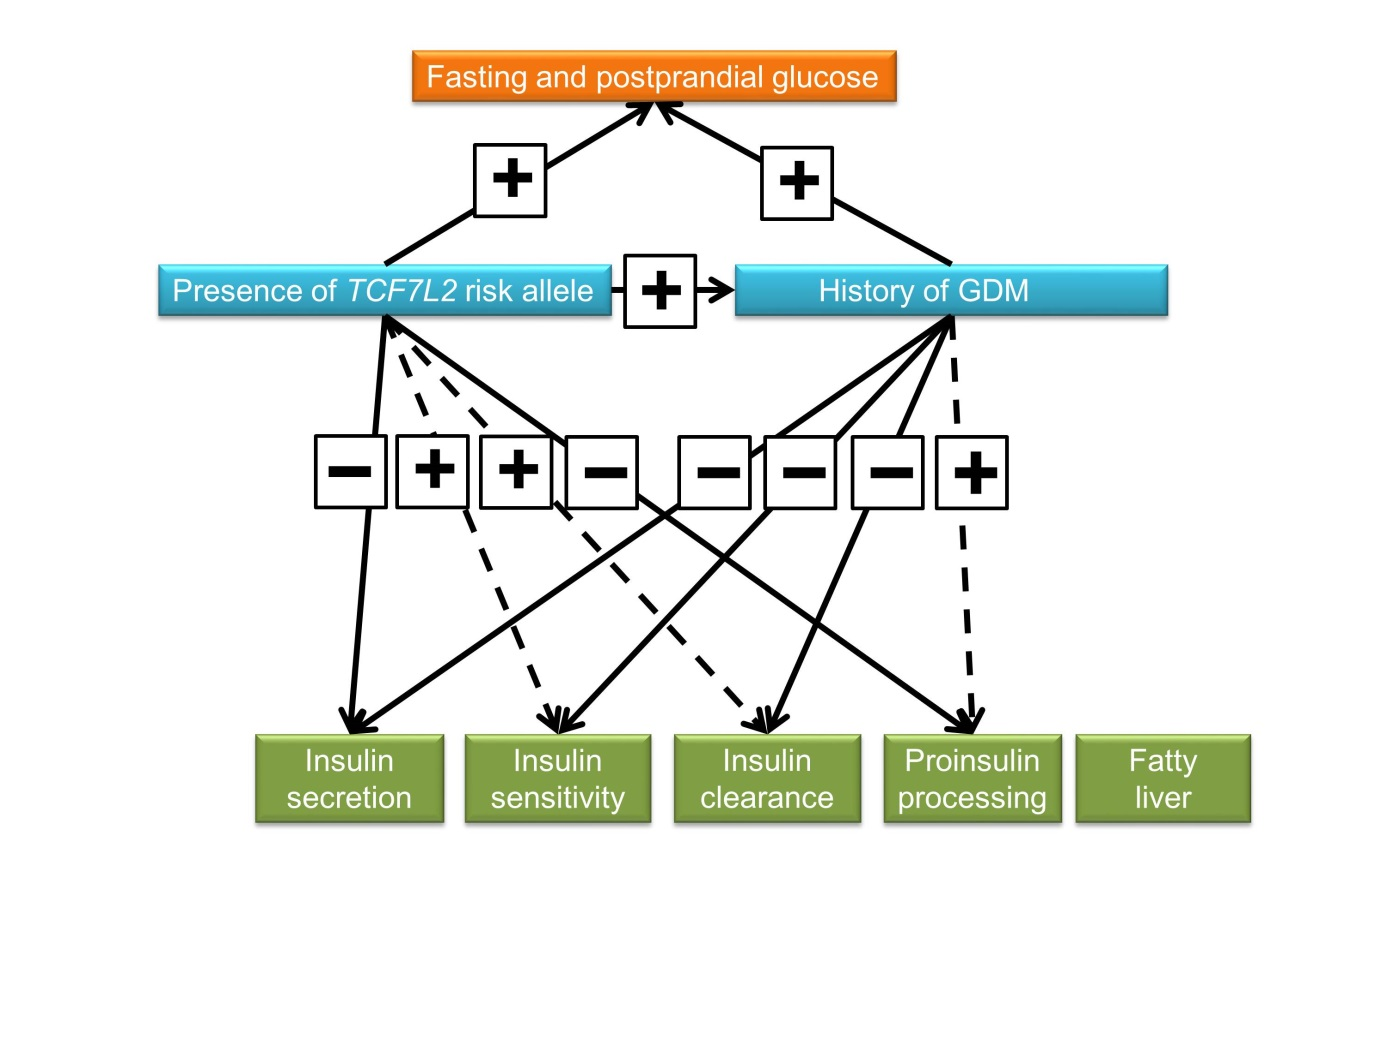 Fasting and postprandial glucose
+
+
Presence of TCF7L2 risk allele
+
History of GDM
−
+
+
−
−
−
−
+
Insulin
secretion
Insulin
sensitivity
Insulin
clearance
Proinsulin
processing
Fatty
liver